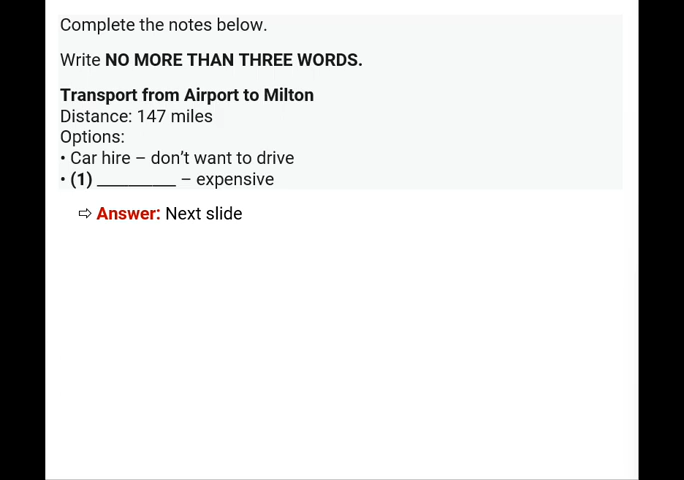 Complete the notes below.
Write NO MORE THAN THREE WORDS.
Transport from Airport to Milton
Distance: 147 miles
Options:
• Car hire – don’t want to drive
• (1) __________ – expensive
⇨ Answer: Next slide